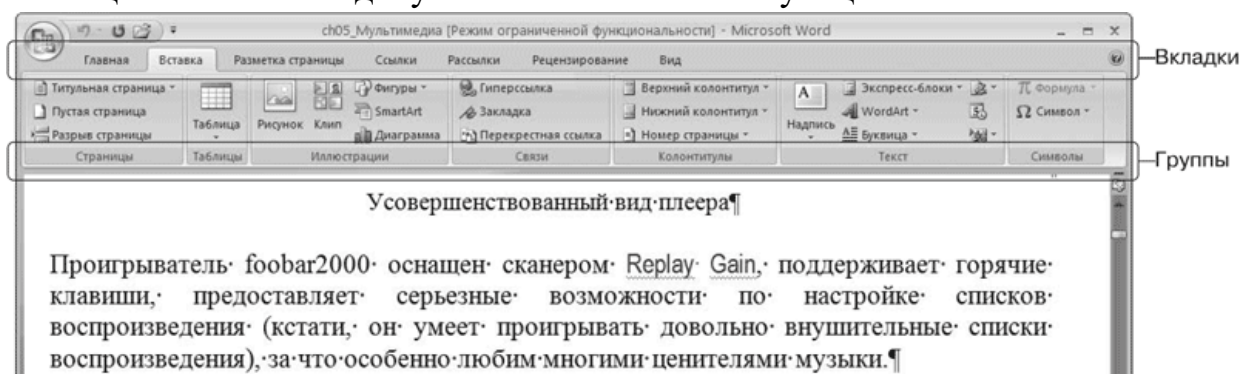 ch05_Мультимедиа [Режим ограниченной функциональности] - Microsoft Word
Главная Вставка Разметка страницы Ссылки Рассылки Рецензирование Вид
Вкладки
Титульная страница Фигуры Гиперссылка Верхний колонтитул Экспресс-блоки Формула
Пустая страница Таблица Рисунок Клип SmartArt Закладка Нижний колонтитул Надпись WordArt Символ
Разрыв страницы Диаграмма Перекрестная ссылка Номер страницы Буквица
Страницы Таблицы Иллюстрации Связи Колонтитулы Текст Символы
Группы
Усовершенствованный·вид·плеера¶
Проигрыватель· foobar2000· оснащен· сканером· Replay· Gain,· поддерживает· горячие·
клавиши,· предоставляет· серьезные· возможности· по· настройке· списков·
воспроизведения· (кстати,· он· умеет· проигрывать· довольно· внушительные· списки·
воспроизведения),·за·что·особенно·любим·многими·ценителями·музыки.¶